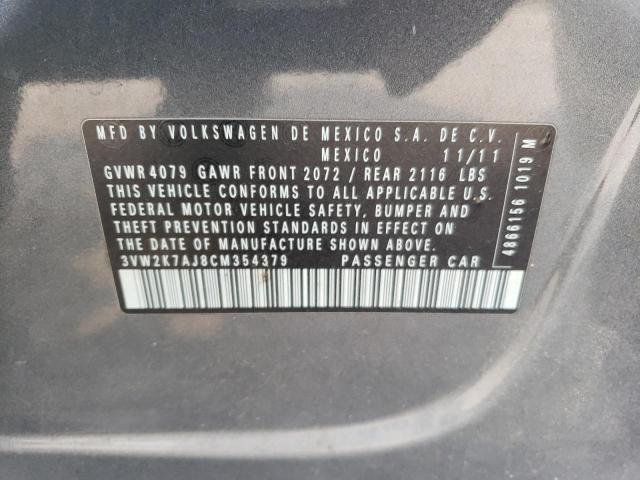 MFD BY VOLKSWAGEN DE MEXICO S.A. DE C.V.
MEXICO 11/11
GVWR 4079 GAWR FRONT 2072 / REAR 2116 LBS
THIS VEHICLE CONFORMS TO ALL APPLICABLE U.S.
FEDERAL MOTOR VEHICLE SAFETY, BUMPER AND
THEFT PREVENTION STANDARDS IN EFFECT ON
THE DATE OF MANUFACTURE SHOWN ABOVE.
3VW2K7AJ8CM354379 PASSENGER CAR
4866156 1019 M